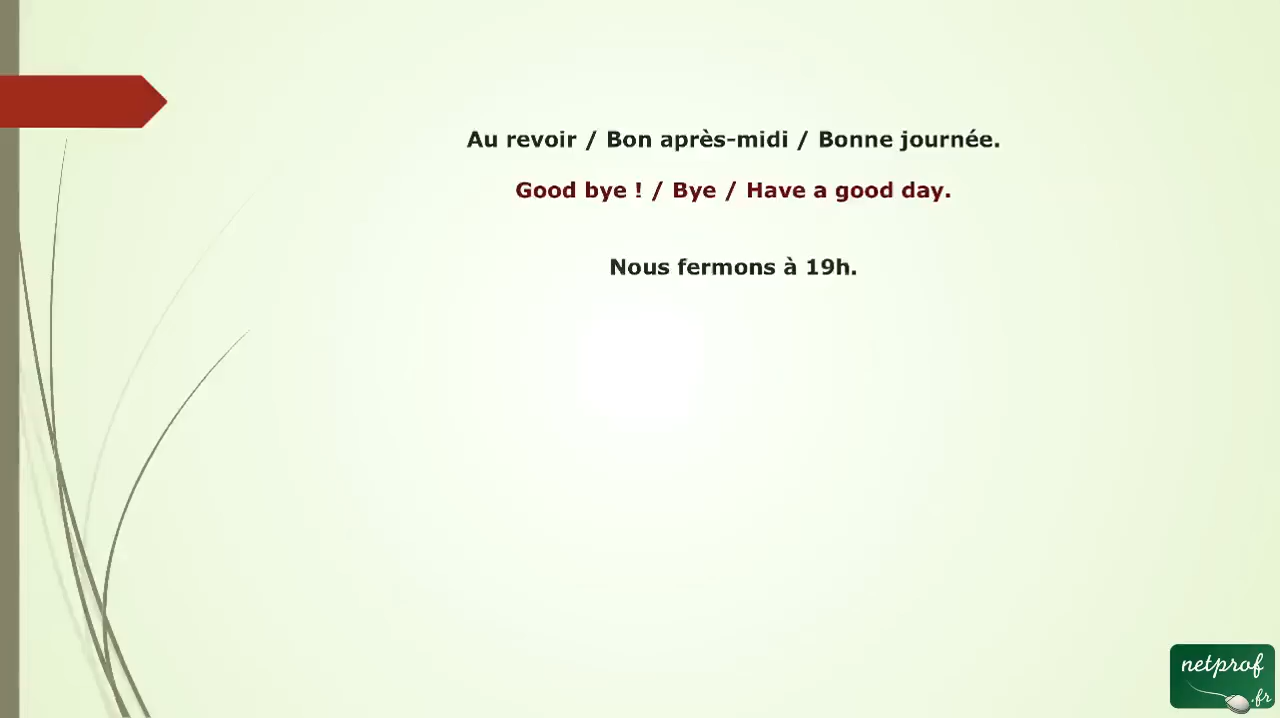 Au revoir / Bon après-midi / Bonne journée.
Good bye ! / Bye / Have a good day.
Nous fermons à 19h.
netprof
.fr